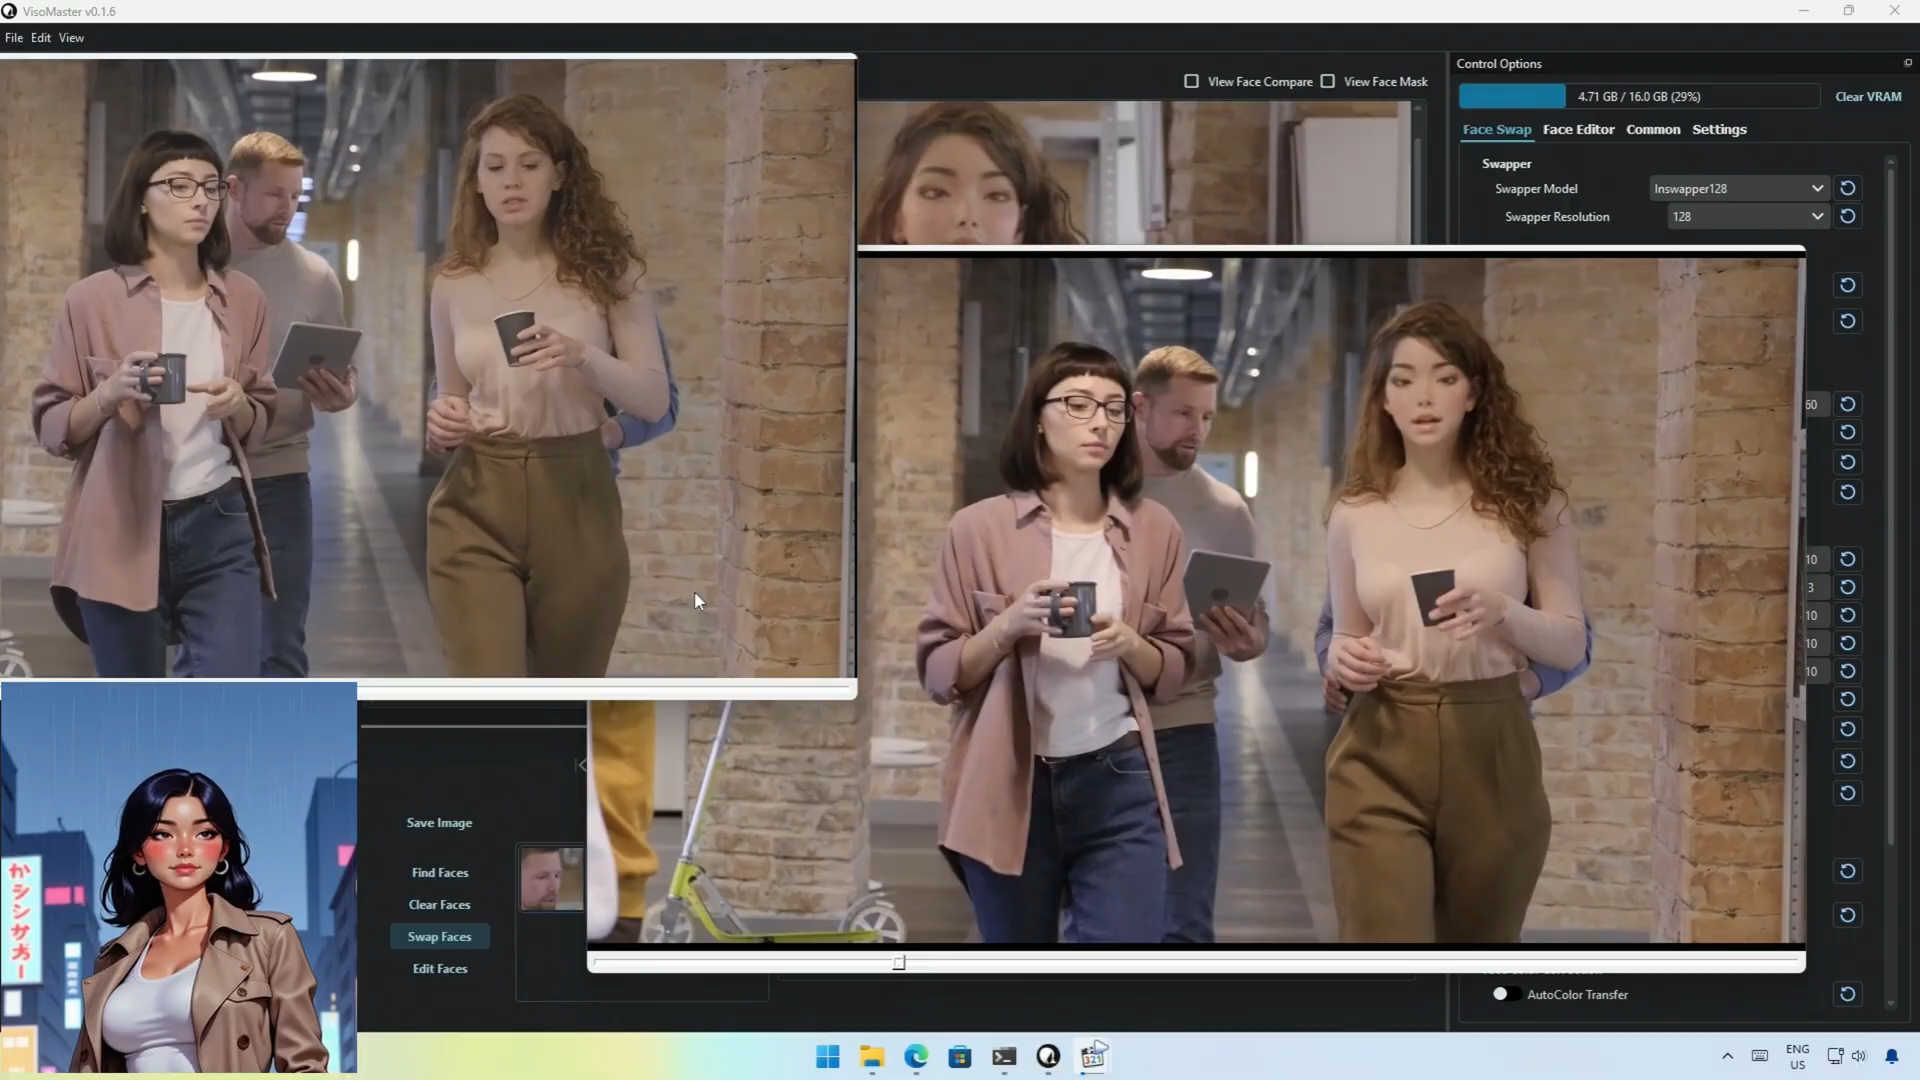 VisoMaster v0.1.6
File Edit View
View Face Compare View Face Mask
Control Options
4.71 GB / 16.0 GB (29%) Clear VRAM
Face Swap Face Editor Common Settings
Swapper
Swapper Model Inswapper128
Swapper Resolution 128
60
10
3
10
10
10
Save Image
Find Faces
Clear Faces
Swap Faces
Edit Faces
AutoColor Transfer
321
ENG
US